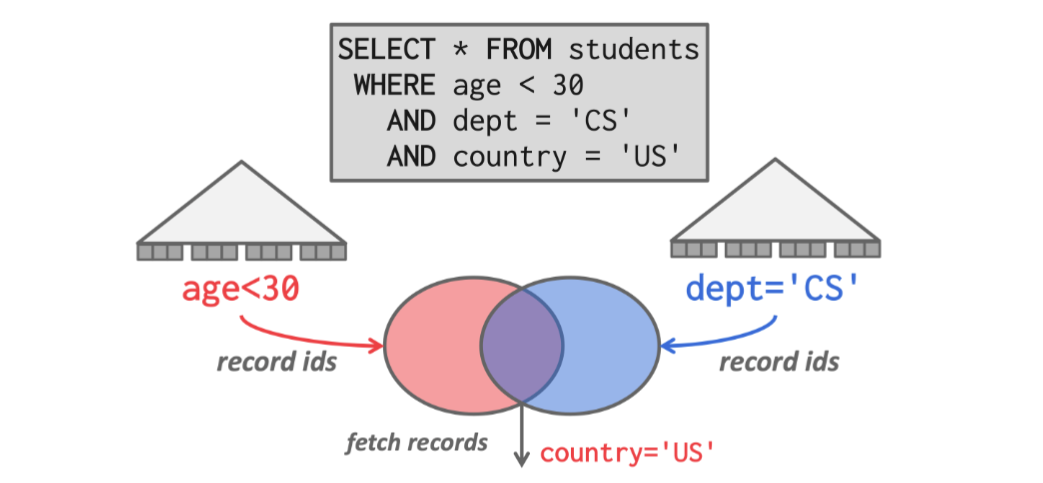 SELECT * FROM students
WHERE age < 30
AND dept = 'CS'
AND country = 'US'
age<30
dept='CS'
record ids
record ids
fetch records
country='US'